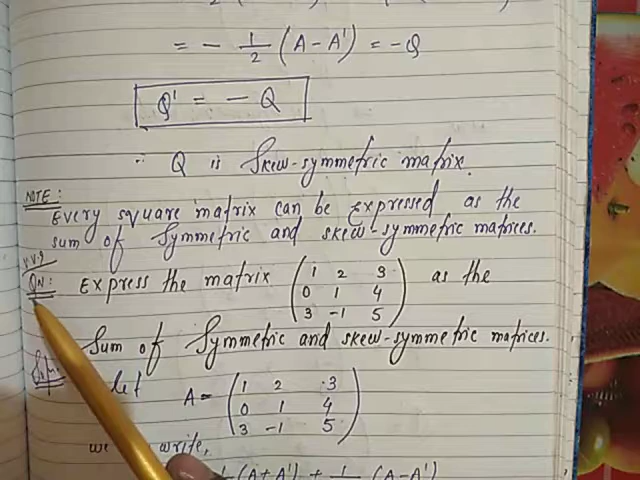 = - 1/2 (A - A') = -Q
Q' = - Q
∴ Q is Skew-symmetric matrix.
NOTE:
Every square matrix can be expressed as the
sum of Symmetric and skew-symmetric matrices.
V.V.9
QN: Express the matrix (1 2 3
0 1 4
3 -1 5) as the
Sum of Symmetric and skew-symmetric matrices.
Let A = (1 2 3
0 1 4
3 -1 5)
we write,
(A+A') + 1 (A-A')